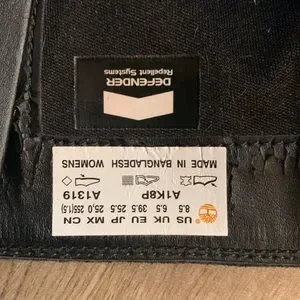 US UK EU JP MX CN
8.5 6.5 39.5 25.5 25.0 255(1.5)
A1K8P A1319
MADE IN BANGLADESH WOMENS
DEFENDER
Repellent Systems